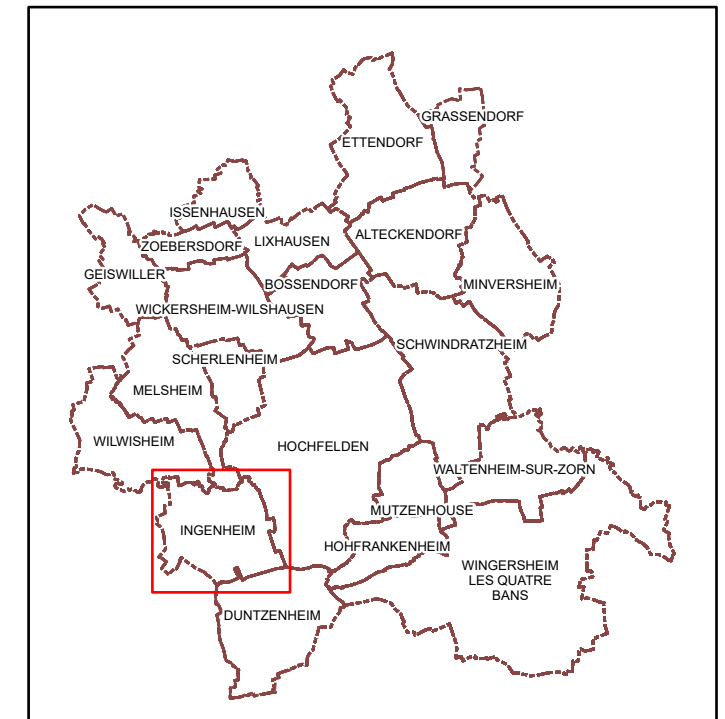 GRASSENDORF
ETTENDORF
ISSENHAUSEN
ALTECKENDORF
ZOEBERSDORF
LIXHAUSEN
GEISWILLER
BOSSENDORF
MINVERSHEIM
WICKERSHEIM-WILSHAUSEN
SCHWINDRATZHEIM
SCHERLENHEIM
MELSHEIM
WILWISHEIM
HOCHFELDEN
WALTENHEIM-SUR-ZORN
MUTZENHOUSE
INGENHEIM
HOHFRANKENHEIM
WINGERSHEIM
LES QUATRE
BANS
DUNTZENHEIM